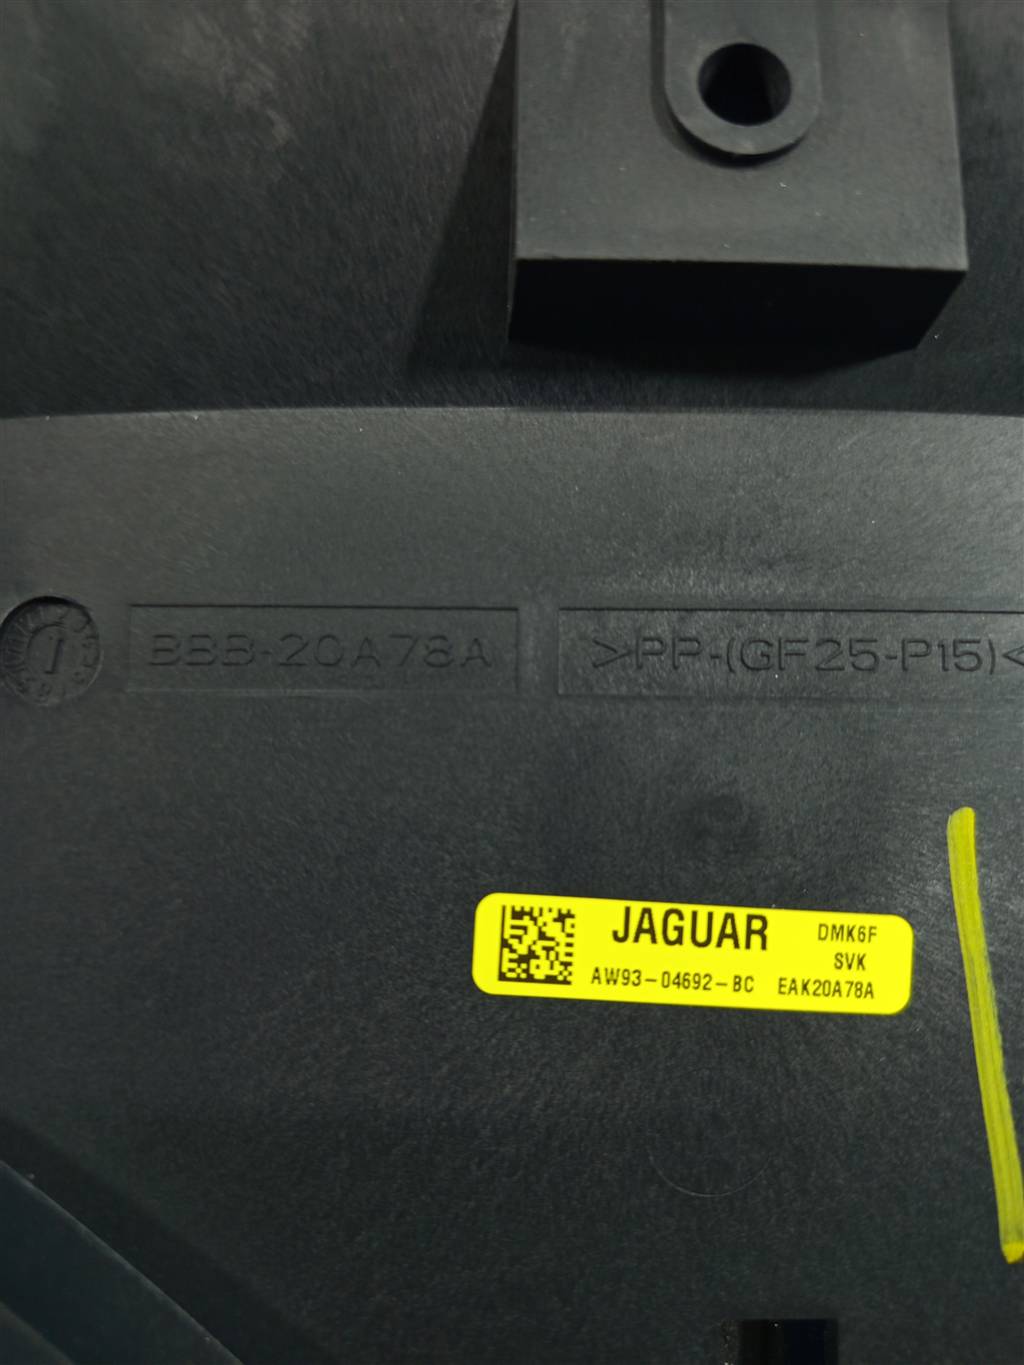 BBB-20A78A
>PP-(GF25-P15)<
JAGUAR
DMK6F
SVK
AW93-04692-BC EAK20A78A